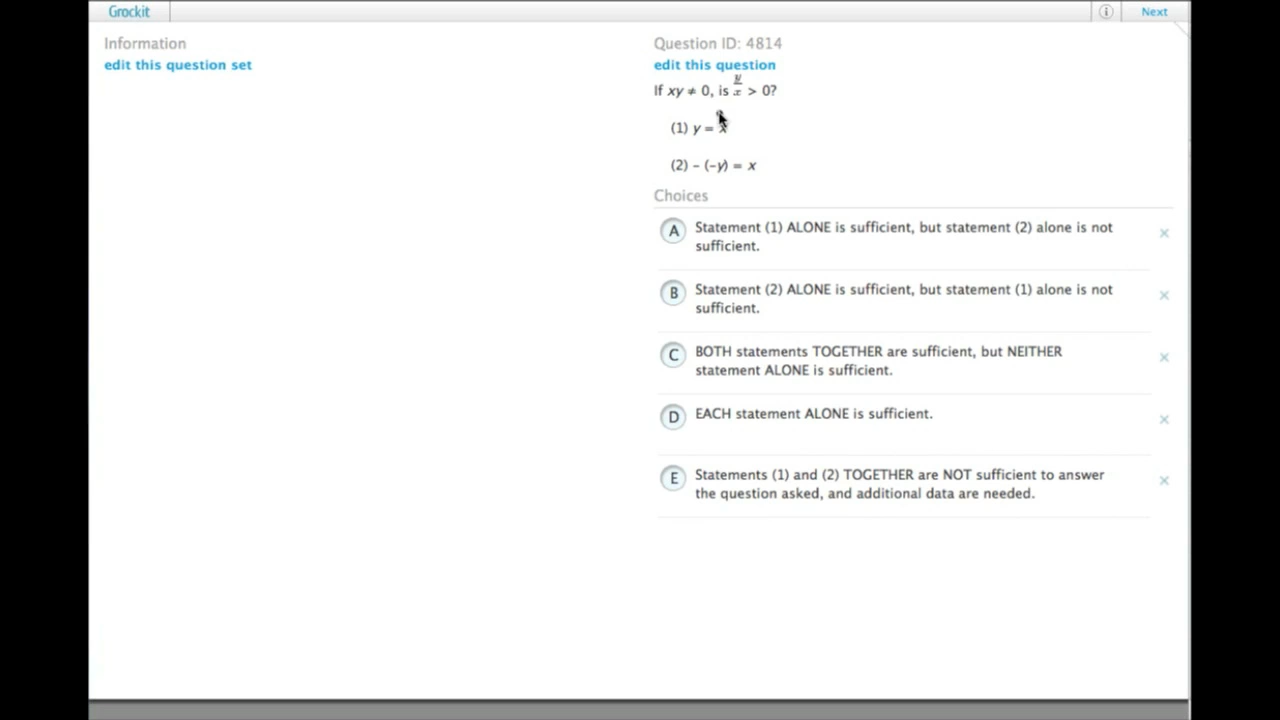 Grockit
Next
Information
edit this question set
Question ID: 4814
edit this question
If xy ≠ 0, is y/x > 0?
(1) y = x
(2) – (–y) = x
Choices
A Statement (1) ALONE is sufficient, but statement (2) alone is not
sufficient.
B Statement (2) ALONE is sufficient, but statement (1) alone is not
sufficient.
C BOTH statements TOGETHER are sufficient, but NEITHER
statement ALONE is sufficient.
D EACH statement ALONE is sufficient.
E Statements (1) and (2) TOGETHER are NOT sufficient to answer
the question asked, and additional data are needed.